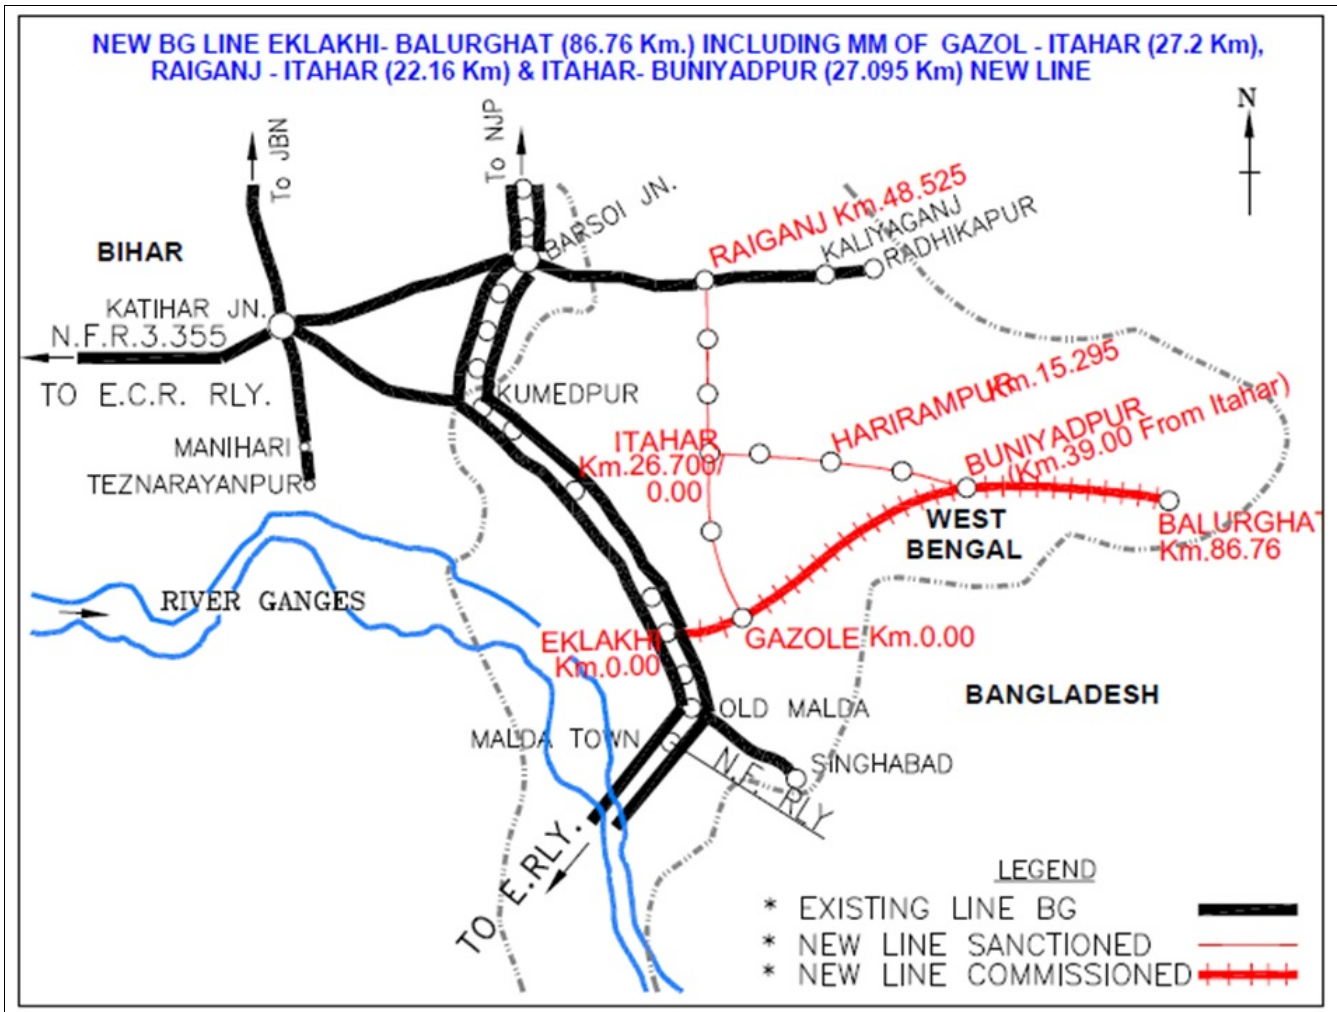 NEW BG LINE EKLAKHI- BALURGHAT (86.76 Km.) INCLUDING MM OF GAZOL - ITAHAR (27.2 Km),
RAIGANJ - ITAHAR (22.16 Km) & ITAHAR- BUNIYADPUR (27.095 Km) NEW LINE
To JBN
To NJP
N
BARSOI JN.
RAIGANJ Km.48.525
KALIYAGANJ
RADHIKAPUR
BIHAR
KATIHAR JN.
N.F.R.3.355
TO E.C.R. RLY.
KUMEDPUR
MANIHARI
TEZNARAYANPUR
ITAHAR
Km.26.700/
0.00
HARIRAMPUR
Km.15.295
BUNIYADPUR
(Km.39.00 From Itahar)
WEST
BENGAL
BALURGHAT
Km.86.76
RIVER GANGES
EKLAKHI
Km.0.00
GAZOLE Km.0.00
BANGLADESH
OLD MALDA
MALDA TOWN
SINGHABAD
N.F. RLY
TO E.RLY.
LEGEND
* EXISTING LINE BG
* NEW LINE SANCTIONED
* NEW LINE COMMISSIONED